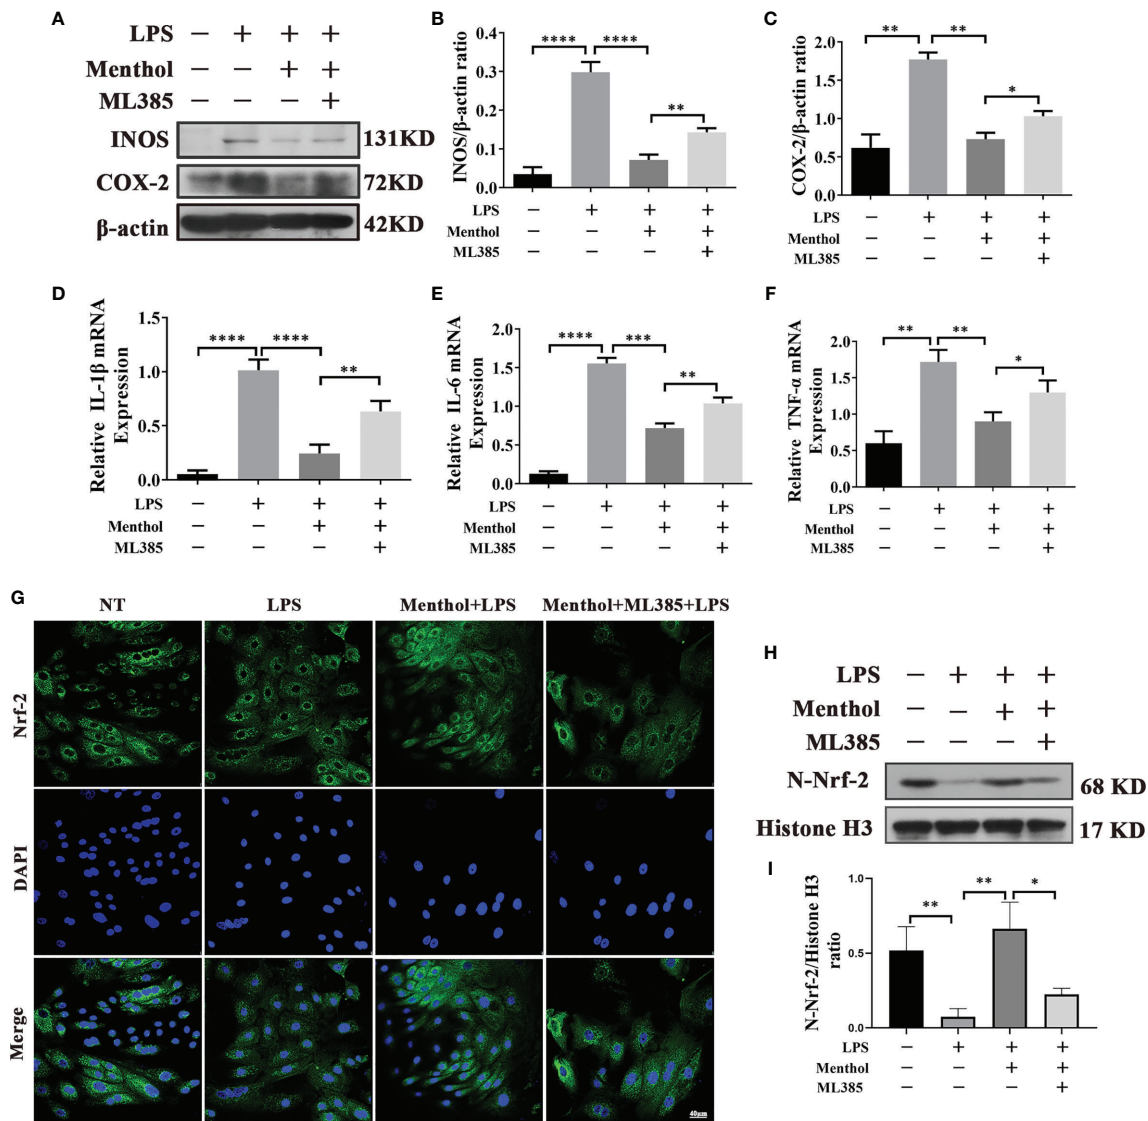 A
LPS − + + +
Menthol − − + +
ML385 − − − +
INOS 131KD
COX-2 72KD
β-actin 42KD
B
INOS/β-actin ratio
0.4
0.3
0.2
0.1
0.0
**** ****
**
LPS − + + +
Menthol − − + +
ML385 − − − +
C
COX-2/β-actin ratio
2.0
1.5
1.0
0.5
0.0
** **
*
LPS − + + +
Menthol − − + +
ML385 − − − +
D
Relative IL-1β mRNA
Expression
1.5
1.0
0.5
0.0
**** ****
**
LPS − + + +
Menthol − − + +
ML385 − − − +
E
Relative IL-6 mRNA
Expression
2.0
1.5
1.0
0.5
0.0
**** ***
**
LPS − + + +
Menthol − − + +
ML385 − − − +
F
Relative TNF-α mRNA
Expression
2.0
1.5
1.0
0.5
0.0
** **
*
LPS − + + +
Menthol − − + +
ML385 − − − +
G
NT LPS Menthol+LPS Menthol+ML385+LPS
Nrf-2
DAPI
Merge
40μm
H
LPS − + + +
Menthol − − + +
ML385 − − − +
N-Nrf-2 68 KD
Histone H3 17 KD
I
N-Nrf-2/Histone H3
ratio
1.0
0.5
0.0
** ** *
LPS − + + +
Menthol − − + +
ML385 − − − +